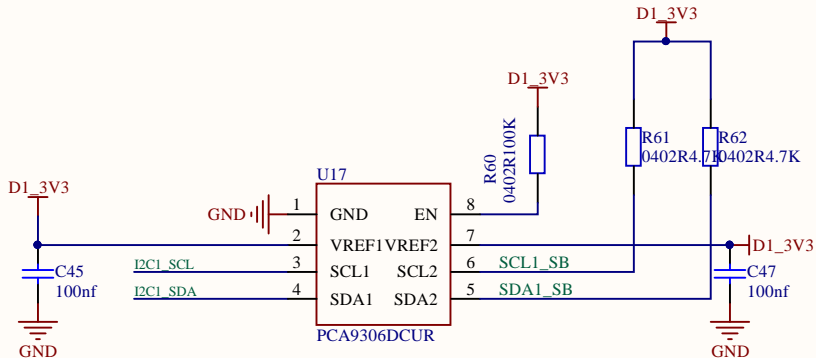 D1_3V3
D1_3V3
R60
0402R100K
R61
0402R4.7K
R62
0402R4.7K
U17
D1_3V3
GND
1
GND
EN
8
2
VREF1
VREF2
7
D1_3V3
I2C1_SCL
3
SCL1
SCL2
6
SCL1_SB
I2C1_SDA
4
SDA1
SDA2
5
SDA1_SB
C45
100nf
C47
100nf
PCA9306DCUR
GND
GND